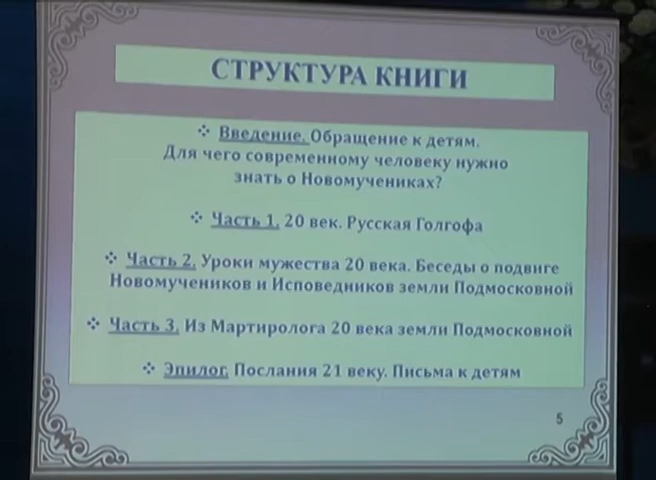 СТРУКТУРА КНИГИ
❖ Введение. Обращение к детям.
Для чего современному человеку нужно
знать о Новомучениках?
❖ Часть 1. 20 век. Русская Голгофа
❖ Часть 2. Уроки мужества 20 века. Беседы о подвиге
Новомучеников и Исповедников земли Подмосковной
❖ Часть 3. Из Мартиролога 20 века земли Подмосковной
❖ Эпилог. Послания 21 веку. Письма к детям
5